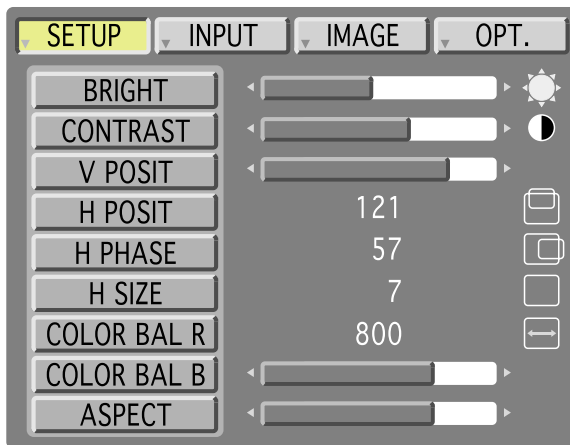 SETUP INPUT IMAGE OPT.
BRIGHT
CONTRAST
V POSIT
H POSIT 121
H PHASE 57
H SIZE 7
COLOR BAL R 800
COLOR BAL B
ASPECT